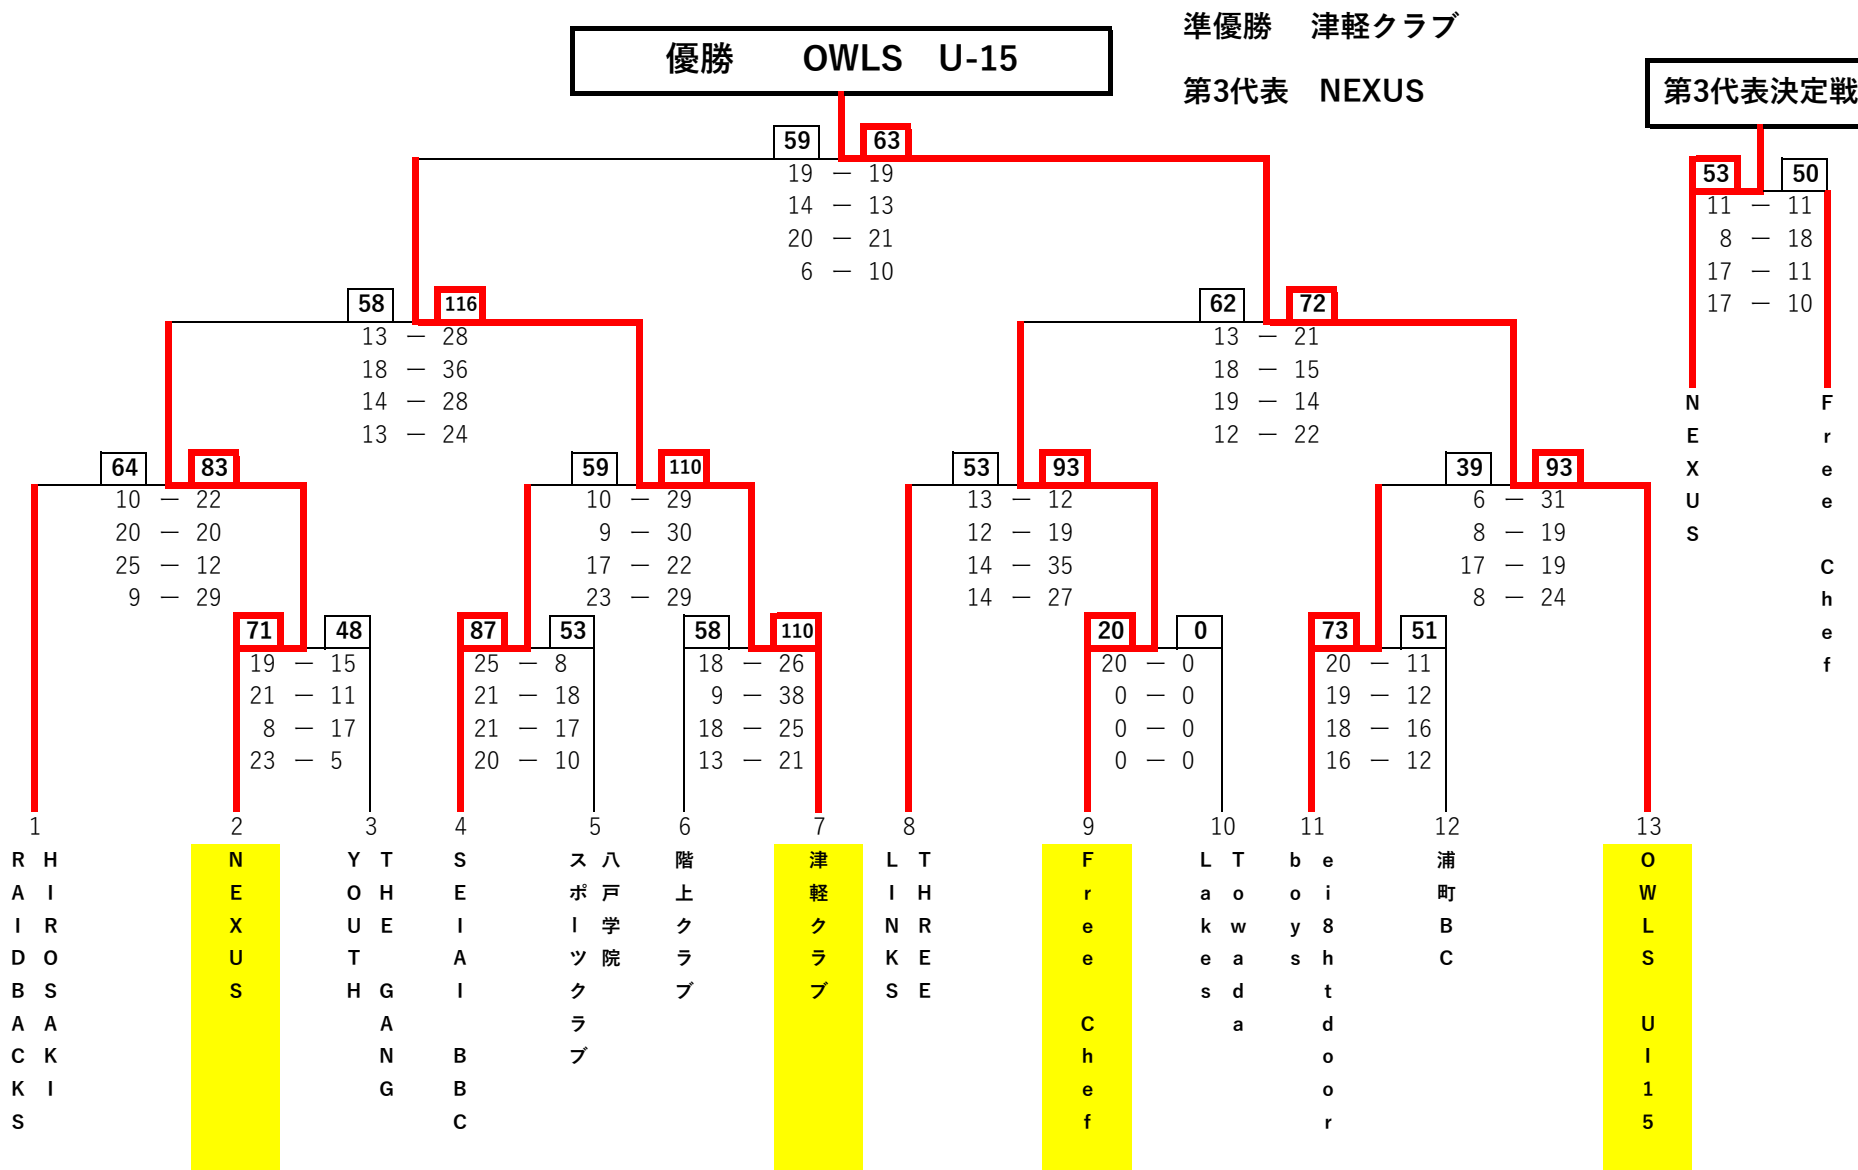 準優勝 津軽クラブ
優勝 OWLS U-15
第3代表 NEXUS
第3代表決定戦
59 63
19 — 19
14 — 13
20 — 21
6 — 10
53 50
11 — 11
8 — 18
17 — 11
17 — 10
NEXUS
Free Chef
58 116
13 — 28
18 — 36
14 — 28
13 — 24
62 72
13 — 21
18 — 15
19 — 14
12 — 22
64 83
10 — 22
20 — 20
25 — 12
9 — 29
59 110
10 — 29
9 — 30
17 — 22
23 — 29
53 93
13 — 12
12 — 19
14 — 35
14 — 27
39 93
6 — 31
8 — 19
17 — 19
8 — 24
71 48
19 — 15
21 — 11
8 — 17
23 — 5
87 53
25 — 8
21 — 18
21 — 17
20 — 10
58 110
18 — 26
9 — 38
18 — 25
13 — 21
20 0
20 — 0
0 — 0
0 — 0
0 — 0
73 51
20 — 11
19 — 12
18 — 16
16 — 12
1
HIROSAKI
RAIDBACKS
2
NEXUS
3
THE GANG
YOUTH
4
SEIAI BBC
5
八戸学院
スポーツクラブ
6
階上クラブ
7
津軽クラブ
8
THREE
LINKS
9
Free Chef
10
Towada
Lakes
11
ei8htdoor
boys
12
浦町BC
13
OWLS UI15